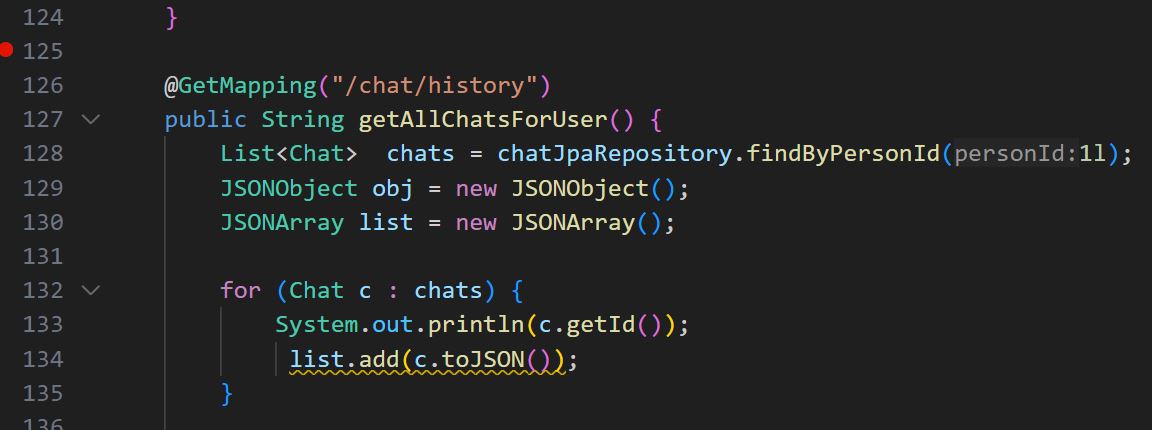 124 }
125
126 @GetMapping("/chat/history")
127 public String getAllChatsForUser() {
128 List<Chat>  chats = chatJpaRepository.findByPersonId(personId:1l);
129 JSONObject obj = new JSONObject();
130 JSONArray list = new JSONArray();
131
132 for (Chat c : chats) {
133 System.out.println(c.getId());
134 list.add(c.toJSON());
135 }
136